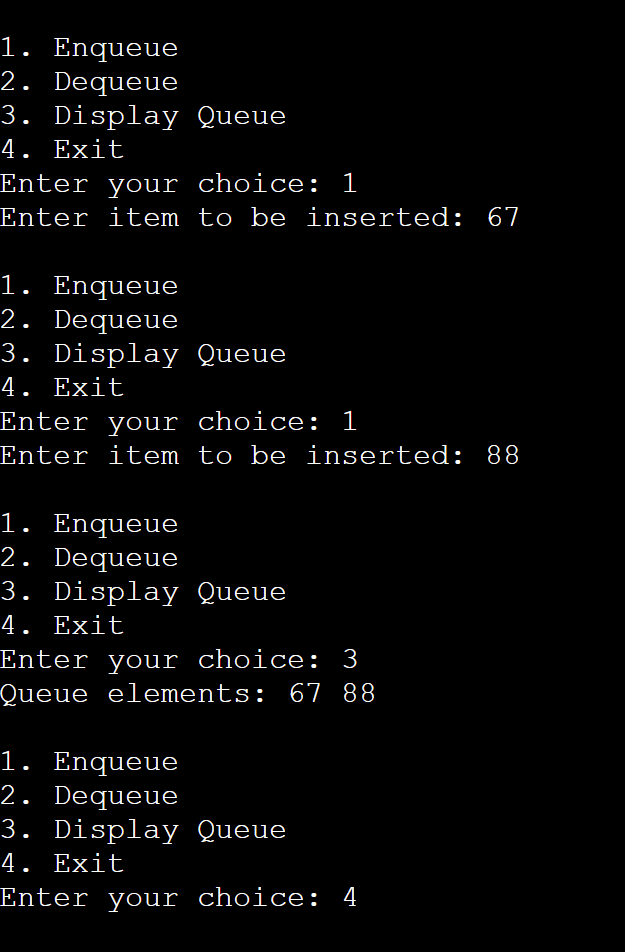 1. Enqueue
2. Dequeue
3. Display Queue
4. Exit
Enter your choice: 1
Enter item to be inserted: 67
1. Enqueue
2. Dequeue
3. Display Queue
4. Exit
Enter your choice: 1
Enter item to be inserted: 88
1. Enqueue
2. Dequeue
3. Display Queue
4. Exit
Enter your choice: 3
Queue elements: 67 88
1. Enqueue
2. Dequeue
3. Display Queue
4. Exit
Enter your choice: 4